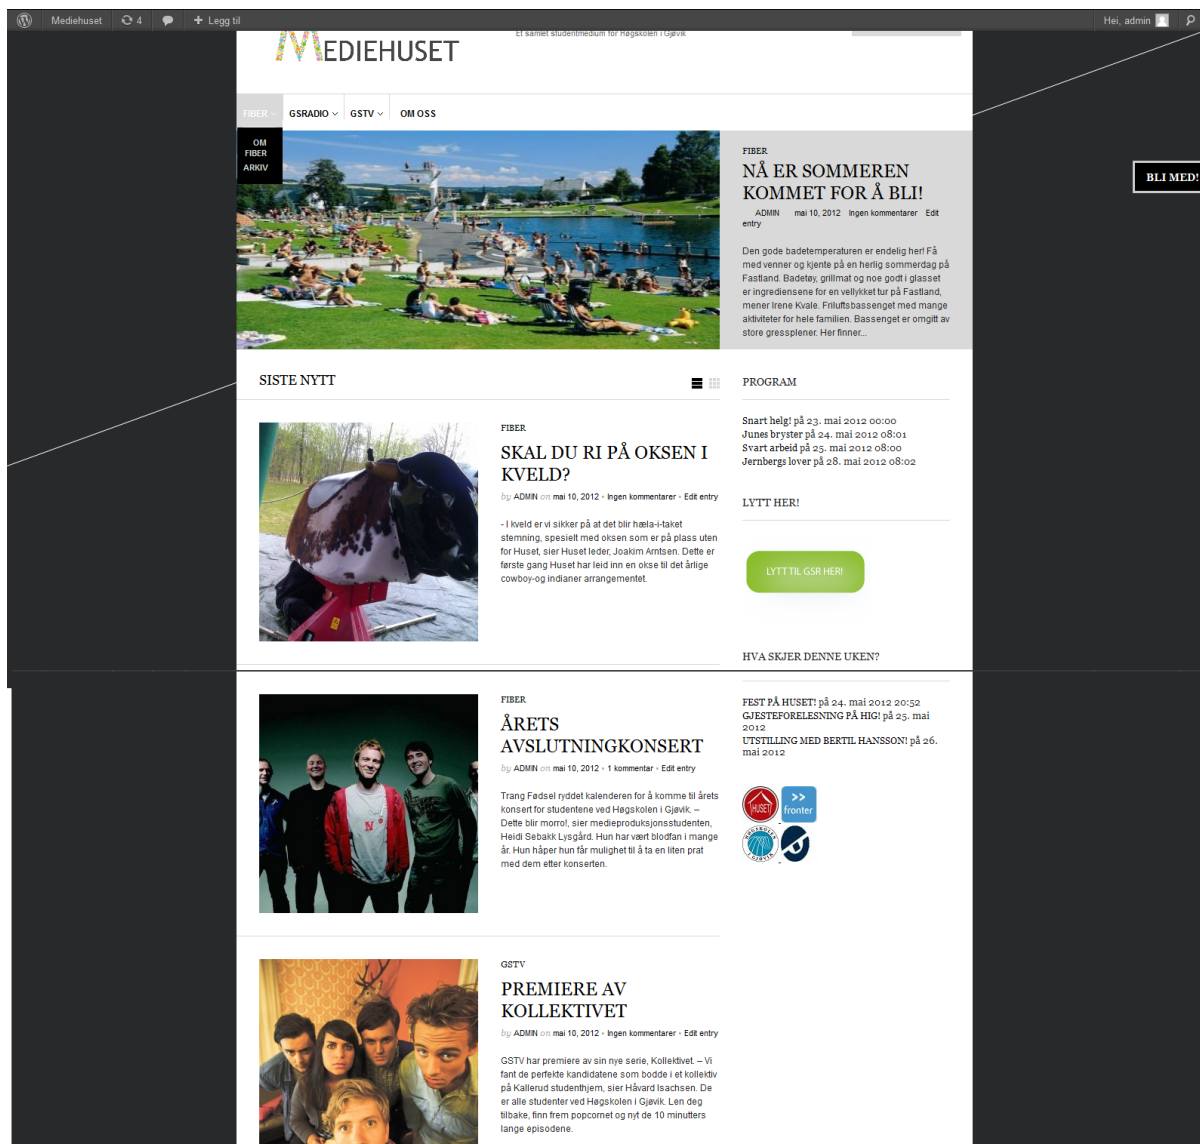 Mediehuset 4 + Legg til Hei, admin
MEDIEHUSET
Et samlet studentmedium for Høgskolen i Gjøvik
FIBER GSRADIO GSTV OM OSS
OM
FIBER
ARKIV
FIBER
NÅ ER SOMMEREN
KOMMET FOR Å BLI!
ADMIN mai 10, 2012 Ingen kommentarer Edit
entry
Den gode badetemperaturen er endelig her! Få
med venner og kjente på en herlig sommerdag på
Fastland. Badetøy, grillmat og noe godt i glasset
er ingrediensene for en vellykket tur på Fastland,
mener Irene Kvale. Friluftsbassenget med mange
aktiviteter for hele familien. Bassenget er omgitt av
store gressplener. Her finner...
BLI MED!
SISTE NYTT
FIBER
SKAL DU RI PÅ OKSEN I
KVELD?
by ADMIN on mai 10, 2012 • Ingen kommentarer • Edit entry
- I kveld er vi sikker på at det blir hæla-i-taket
stemning, spesielt med oksen som er på plass uten
for Huset, sier Huset leder, Joakim Arntsen. Dette er
første gang Huset har leid inn en okse til det årlige
cowboy-og indianer arrangementet.
FIBER
ÅRETS
AVSLUTNINGKONSERT
by ADMIN on mai 10, 2012 • 1 kommentar • Edit entry
Trang Fødsel ryddet kalenderen for å komme til årets
konsert for studentene ved Høgskolen i Gjøvik. –
Dette blir morro!, sier medieproduksjonsstudenten,
Heidi Sebakk Lysgård. Hun har vært blodfan i mange
år. Hun håper hun får mulighet til å ta en liten prat
med dem etter konserten.
GSTV
PREMIERE AV
KOLLEKTIVET
by ADMIN on mai 10, 2012 • Ingen kommentarer • Edit entry
GSTV har premiere av sin nye serie, Kollektivet. – Vi
fant de perfekte kandidatene som bodde i et kollektiv
på Kallerud studenthjem, sier Håvard Isachsen. De
er alle studenter ved Høgskolen i Gjøvik. Len deg
tilbake, finn frem popcornet og nyt de 10 minutters
lange episodene.
PROGRAM
Snart helg! på 23. mai 2012 00:00
Junes bryster på 24. mai 2012 08:01
Svart arbeid på 25. mai 2012 08:00
Jernbergs lover på 28. mai 2012 08:02
LYTT HER!
LYTT TIL GSR HER!
HVA SKJER DENNE UKEN?
FEST PÅ HUSET! på 24. mai 2012 20:52
GJESTEFORELESNING PÅ HIG! på 25. mai
2012
UTSTILLING MED BERTIL HANSSON! på 26.
mai 2012
HUSET
>>
fronter
HØGSKOLEN
I GJØVIK